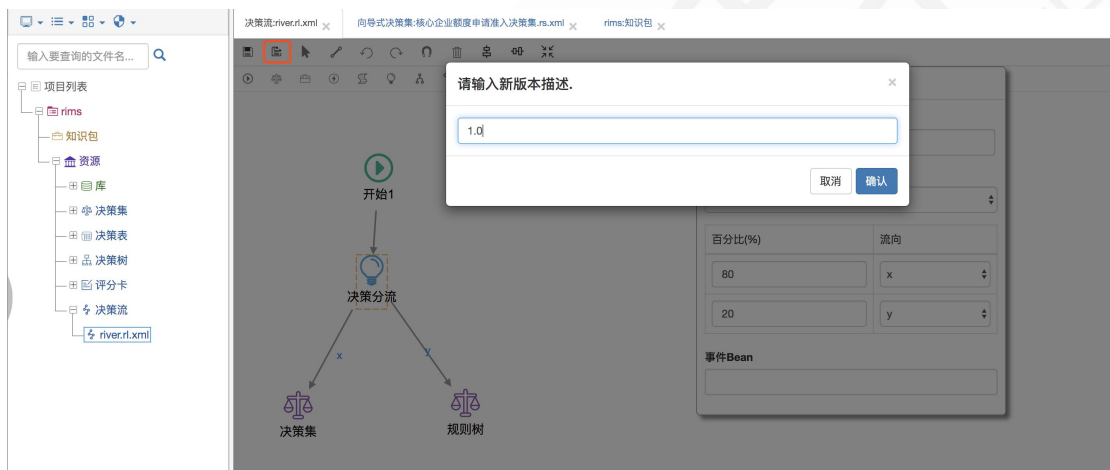 决策流:river.rl.xml
向导式决策集:核心企业额度申请准入决策集.rs.xml
rims:知识包
输入要查询的文件名...
项目列表
rims
知识包
资源
库
决策集
决策表
决策树
评分卡
决策流
river.rl.xml
请输入新版本描述.
×
1.0
取消
确认
开始1
决策分流
x
y
决策集
规则树
百分比(%)
流向
80
x
20
y
事件Bean